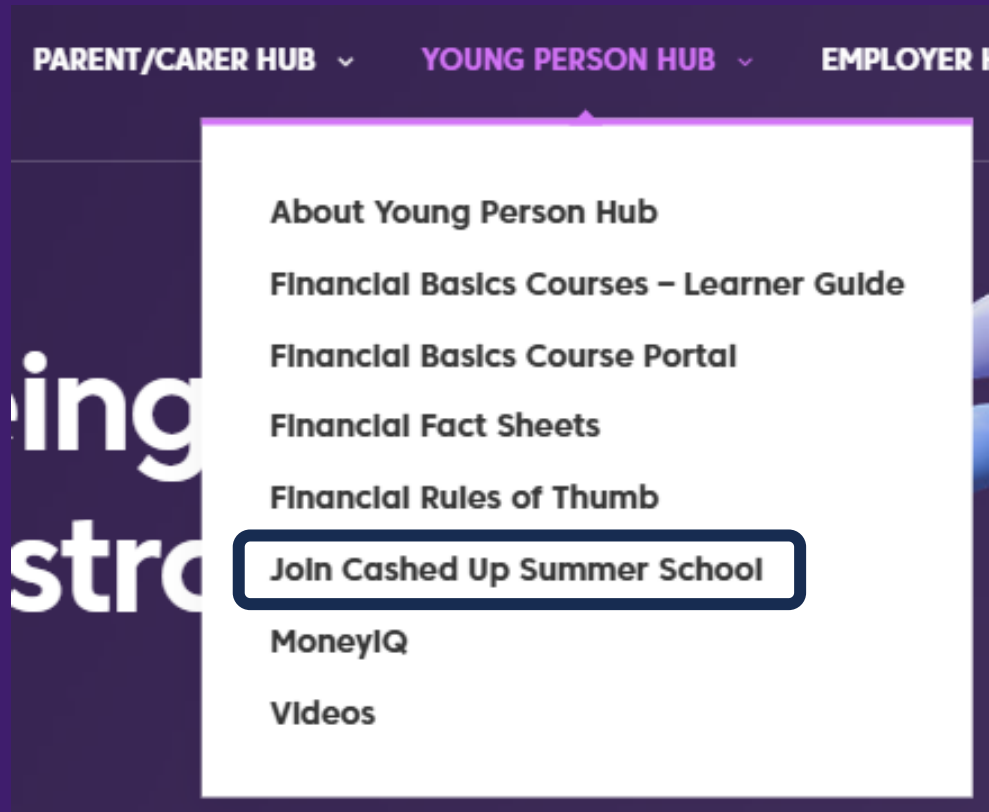 PARENT/CARER HUB YOUNG PERSON HUB EMPLOYER
About Young Person Hub
Financial Basics Courses – Learner Guide
Financial Basics Course Portal
Financial Fact Sheets
Financial Rules of Thumb
Join Cashed Up Summer School
MoneyIQ
Videos